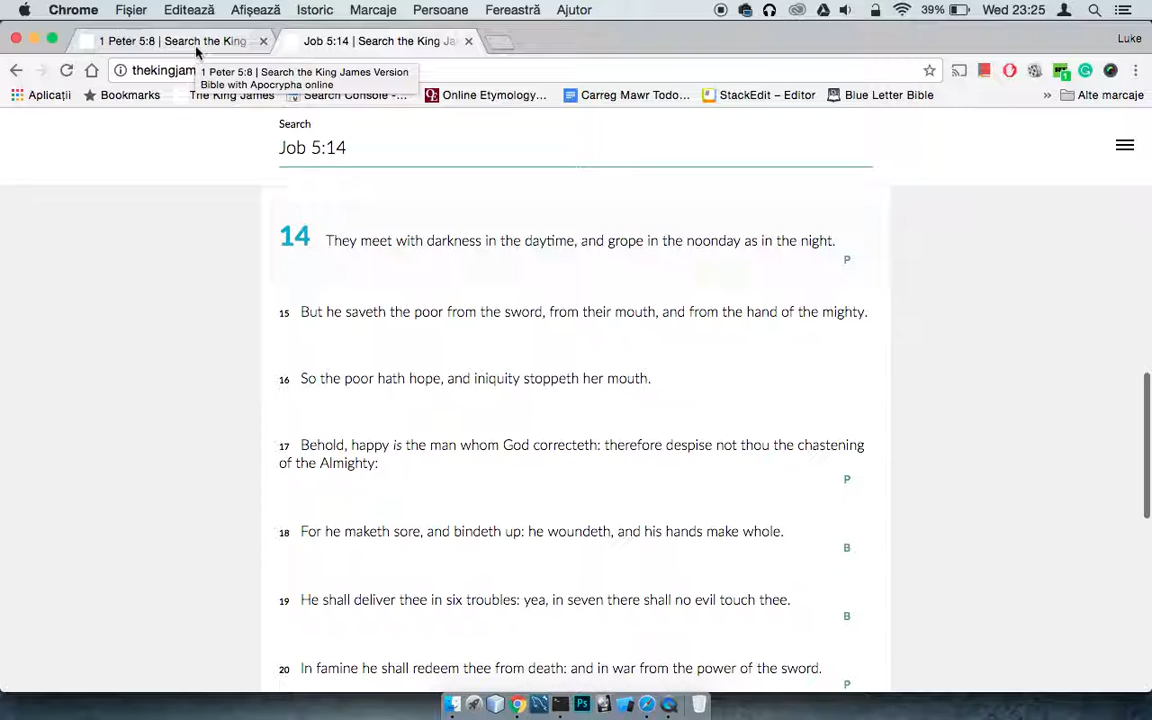 Chrome Fișier Editează Afișează Istoric Marcaje Persoane Fereastră Ajutor 39% Wed 23:25
1 Peter 5:8 | Search the King Job 5:14 | Search the King Ja Luke
thekingjam
1 Peter 5:8 | Search the King James Version
Bible with Apocrypha online
Aplicații Bookmarks The King James Search Console -... Online Etymology... Carreg Mawr Todo... StackEdit – Editor Blue Letter Bible » Alte marcaje
Search
Job 5:14
14 They meet with darkness in the daytime, and grope in the noonday as in the night.
P
15 But he saveth the poor from the sword, from their mouth, and from the hand of the mighty.
16 So the poor hath hope, and iniquity stoppeth her mouth.
17 Behold, happy is the man whom God correcteth: therefore despise not thou the chastening
of the Almighty:
P
18 For he maketh sore, and bindeth up: he woundeth, and his hands make whole.
B
19 He shall deliver thee in six troubles: yea, in seven there shall no evil touch thee.
B
20 In famine he shall redeem thee from death: and in war from the power of the sword.
P
Ps